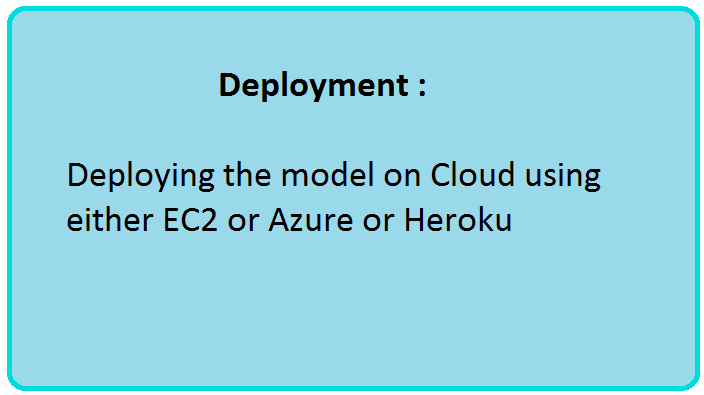 Deployment :
Deploying the model on Cloud using
either EC2 or Azure or Heroku